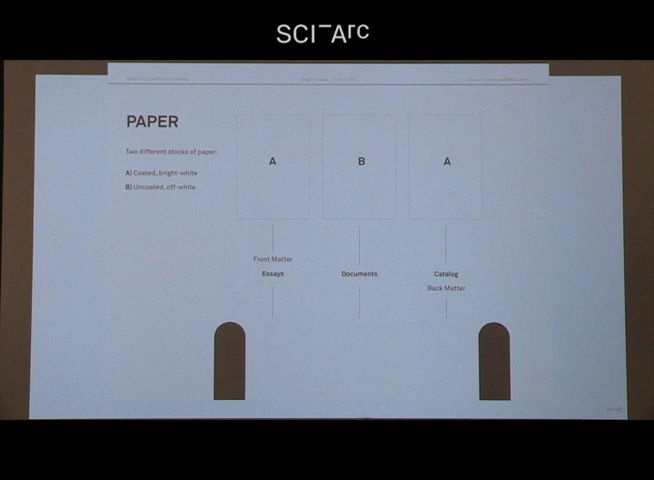 SCI-Arc
PAPER
Two different stocks of paper:
A) Coated, bright-white
B) Uncoated, off-white
A
B
A
Front Matter
Essays
Documents
Catalog
Back Matter